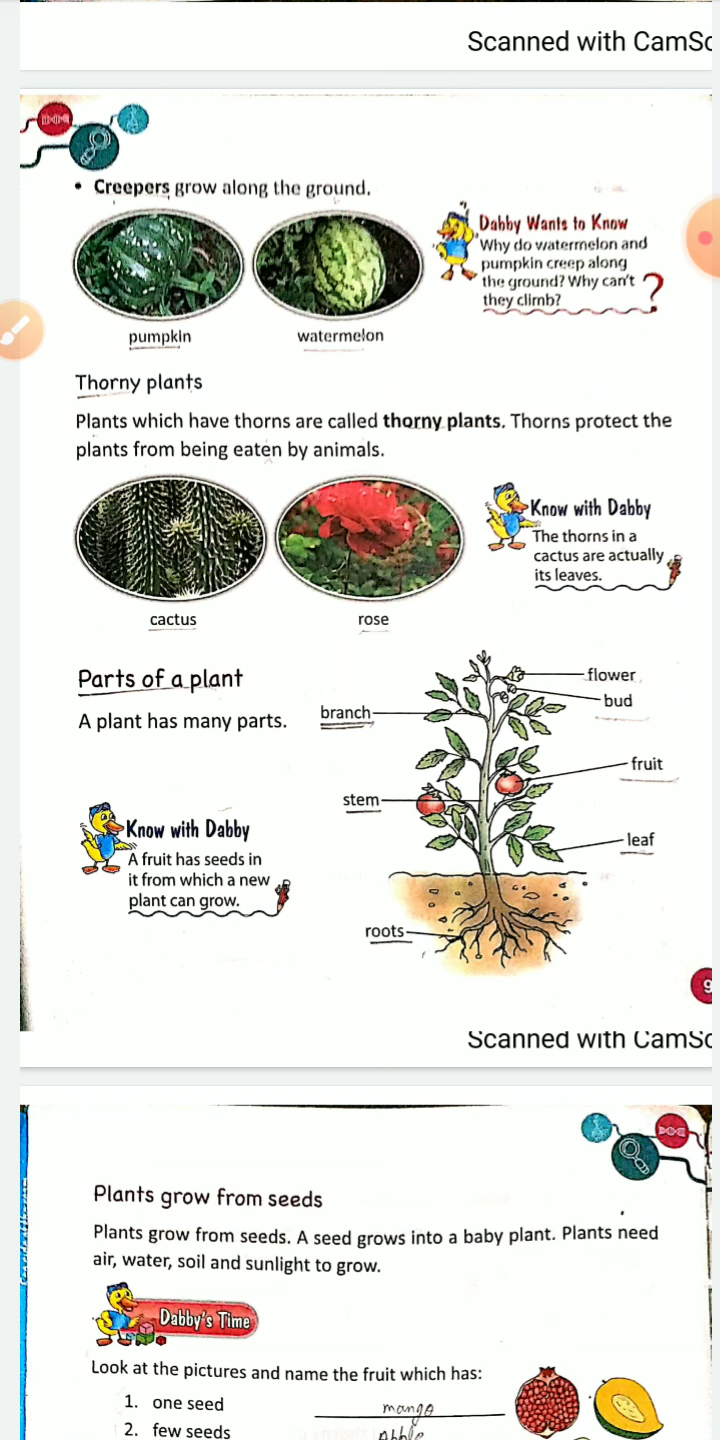 Scanned with CamSc
• Creepers grow along the ground.
Dabby Wants to Know
Why do watermelon and
pumpkin creep along
the ground? Why can't
they climb?
?
pumpkin
watermelon
Thorny plants
Plants which have thorns are called thorny plants. Thorns protect the
plants from being eaten by animals.
Know with Dabby
The thorns in a
cactus are actually
its leaves.
cactus
rose
Parts of a plant
A plant has many parts.
flower
bud
branch
fruit
stem
leaf
roots
Know with Dabby
A fruit has seeds in
it from which a new
plant can grow.
9
Scanned with CamSc
Plants grow from seeds
Plants grow from seeds. A seed grows into a baby plant. Plants need
air, water, soil and sunlight to grow.
Dabby's Time
Look at the pictures and name the fruit which has:
1. one seed mango
2. few seeds Apple